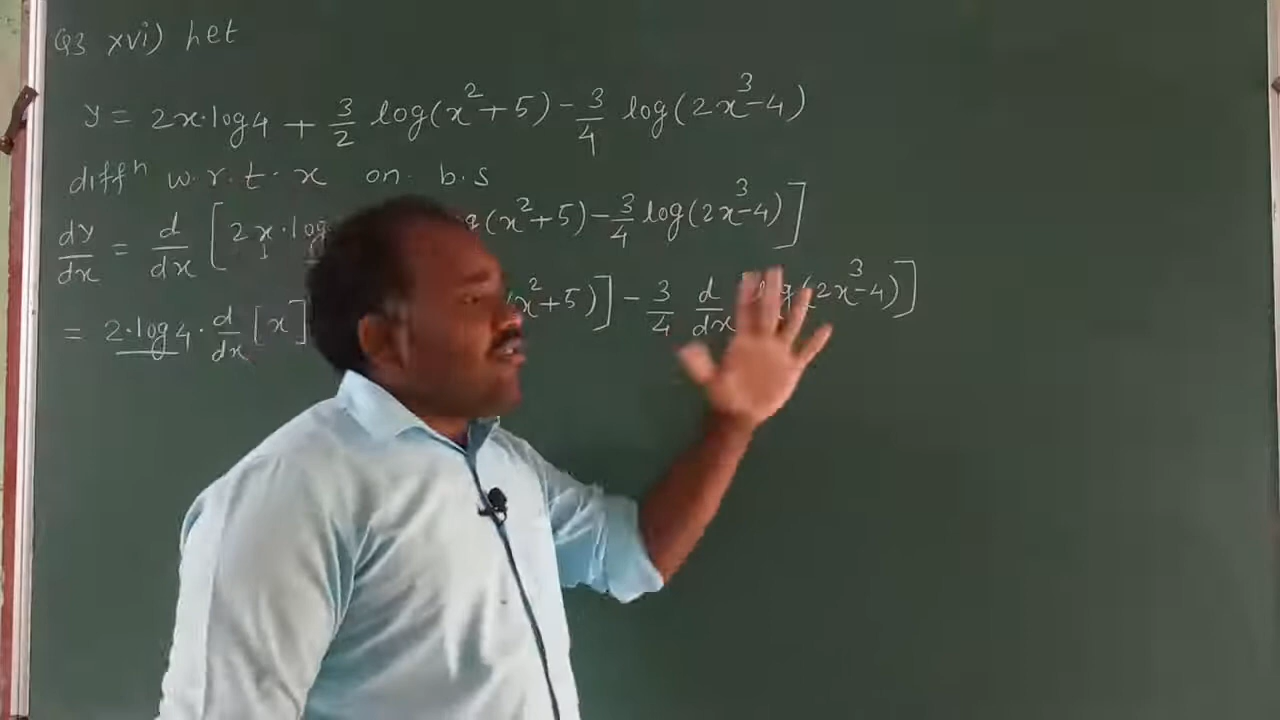 Q3 xvi) Let
y = 2x·log4 + 3/2 log(x²+5) - 3/4 log(2x³-4)
diffⁿ w.r.t. x on b.s
dy/dx = d/dx [2x·log (x²+5) - 3/4 log(2x³-4)]
= 2·log4 · d/dx [x] (x²+5)] - 3/4 d/dx [log(2x³-4)]